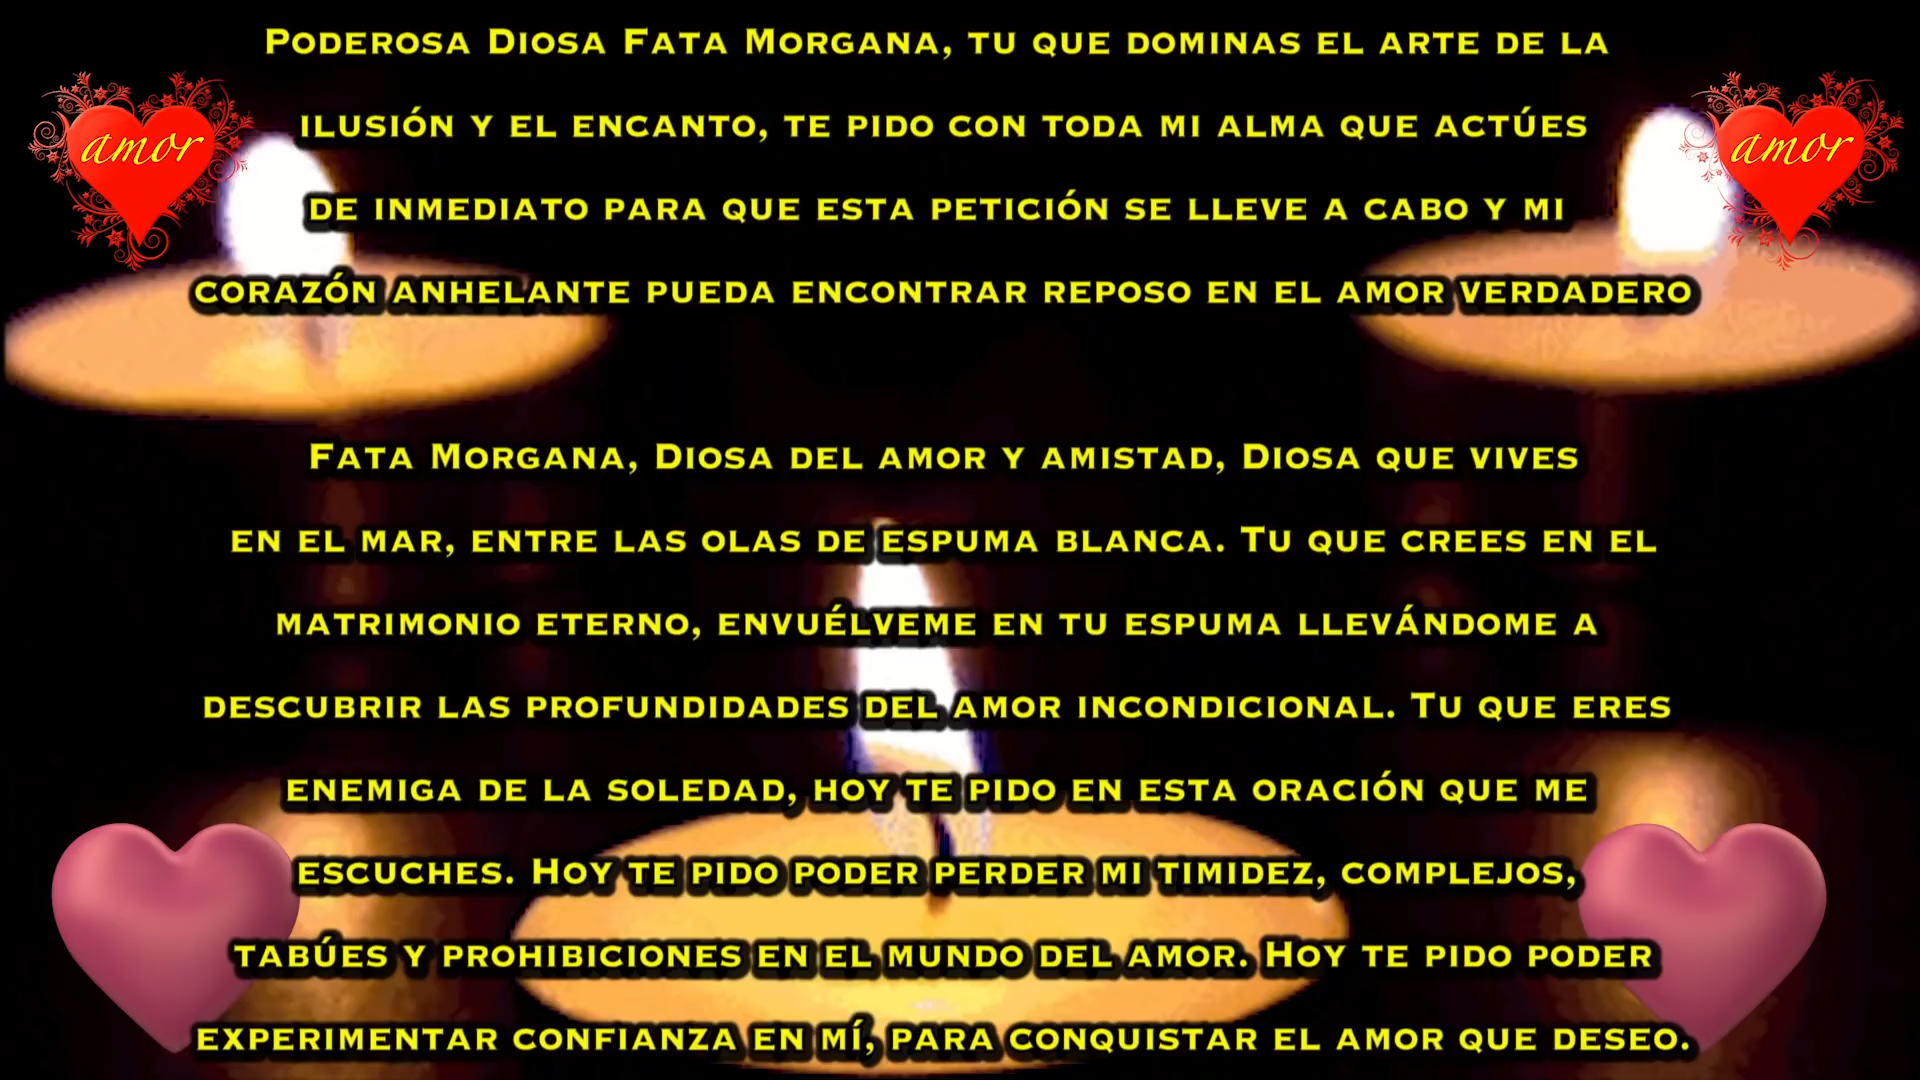 Poderosa Diosa Fata Morgana, tu que dominas el arte de la
ilusión y el encanto, te pido con toda mi alma que actúes
de inmediato para que esta petición se lleve a cabo y mi
corazón anhelante pueda encontrar reposo en el amor verdadero
amor
amor
Fata Morgana, Diosa del amor y amistad, Diosa que vives
en el mar, entre las olas de espuma blanca. Tu que crees en el
matrimonio eterno, envuélveme en tu espuma llevándome a
descubrir las profundidades del amor incondicional. Tu que eres
enemiga de la soledad, hoy te pido en esta oración que me
escuches. Hoy te pido poder perder mi timidez, complejos,
tabúes y prohibiciones en el mundo del amor. Hoy te pido poder
experimentar confianza en mí, para conquistar el amor que deseo.